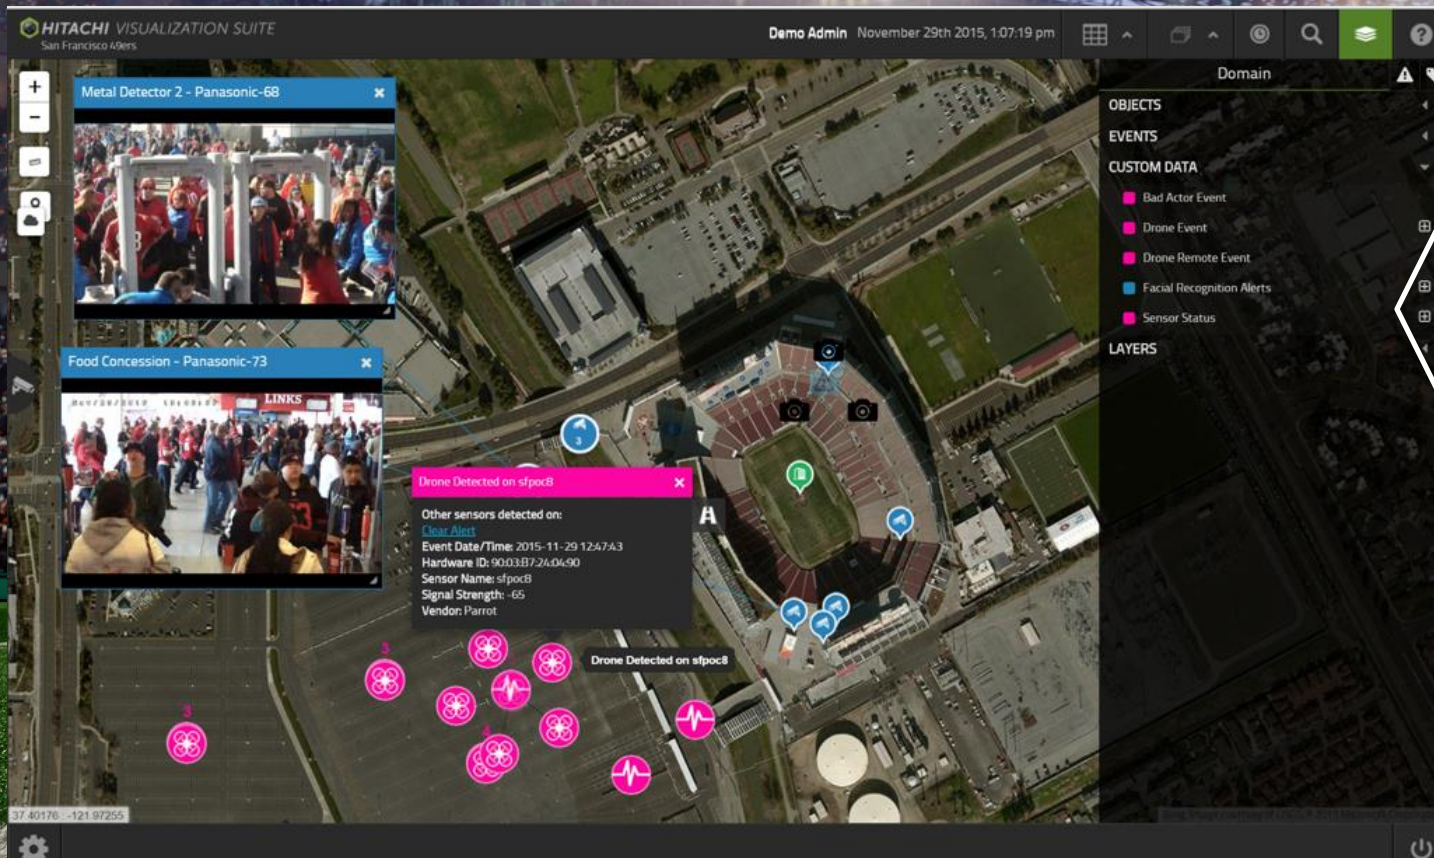 HITACHI VISUALIZATION SUITE
San Francisco 49ers
Demo Admin November 29th 2015, 1:07:19 pm
Metal Detector 2 - Panasonic-68
Food Concession - Panasonic-73
LINKS
3
Drone Detected on sfpoc8
Other sensors detected on:
Clear Alert
Event Date/Time: 2015-11-29 12:47:43
Hardware ID: 90:03:B7:24:04:90
Sensor Name: sfpoc8
Signal Strength: -65
Vendor: Parrot
Drone Detected on sfpoc8
3
3
4
37.40176 -121.97255
Domain
OBJECTS
EVENTS
CUSTOM DATA
Bad Actor Event
Drone Event
Drone Remote Event
Facial Recognition Alerts
Sensor Status
LAYERS